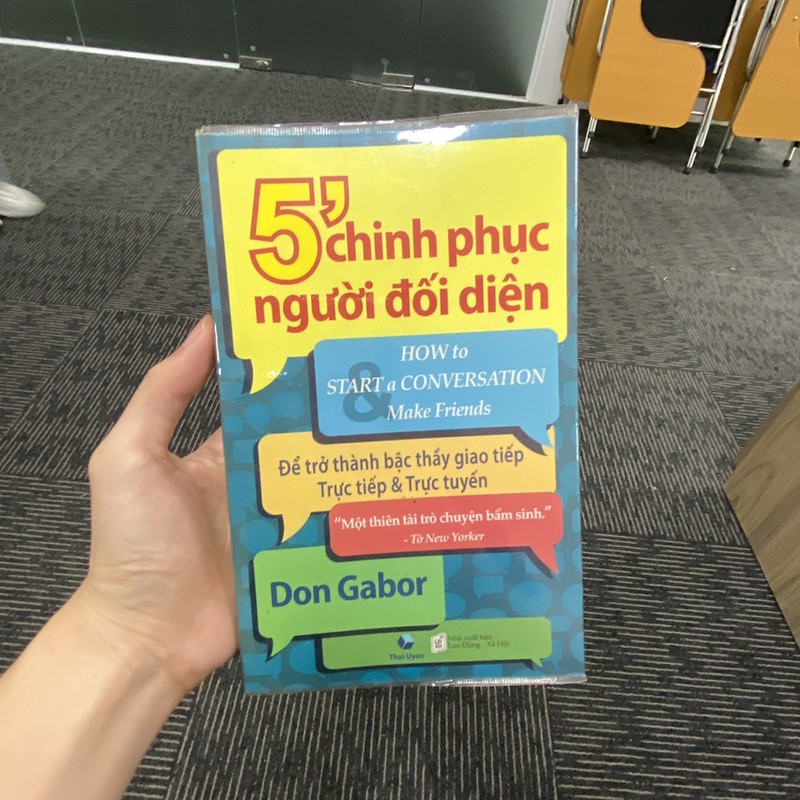 5' chinh phục
người đối diện
HOW to
START a CONVERSATION
&
Make Friends
Để trở thành bậc thầy giao tiếp
Trực tiếp & Trực tuyến
"Một thiên tài trò chuyện bẩm sinh."
- Tờ New Yorker
Don Gabor
Thai Uyen
Nhà xuất bản
Lao Động - Xã Hội